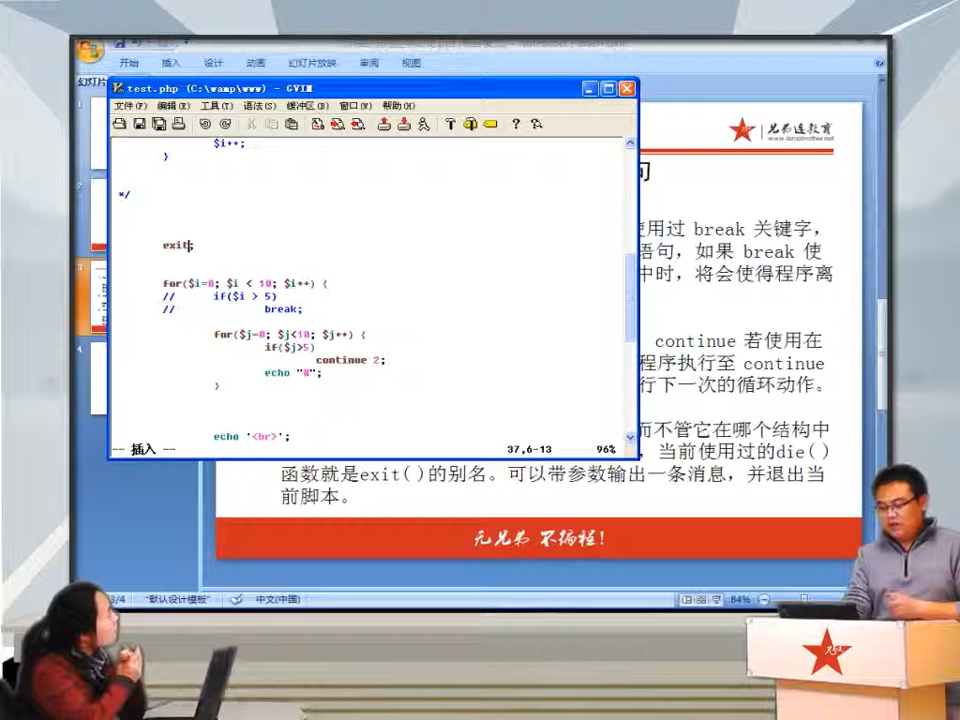 开始 插入 设计 动画 幻灯片放映 审阅 视图
幻灯片
test.php (C:\wamp\www) - GVIM
文件(F) 编辑(E) 工具(T) 语法(S) 缓冲区(B) 窗口(W) 帮助(H)
$i++;
}
*/
exit;
for($i=0; $i < 10; $i++) {
// if($i > 5)
// break;
for($j=0; $j<10; $j++) {
if($j>5)
continue 2;
echo "#";
}
echo '<br>';
-- 插入 --
37,6-13
96%
兄弟连教育
www.lampbrother.net
句
使用过 break 关键字，
语句，如果 break 使
中时，将会使得程序离
continue 若使用在
程序执行至 continue
行下一次的循环动作。
而不管它在哪个结构中
，当前使用过的die()
函数就是exit()的别名。可以带参数输出一条消息，并退出当
前脚本。
无兄弟 不编程!
3/4
"默认设计模板"
中文(中国)
84%